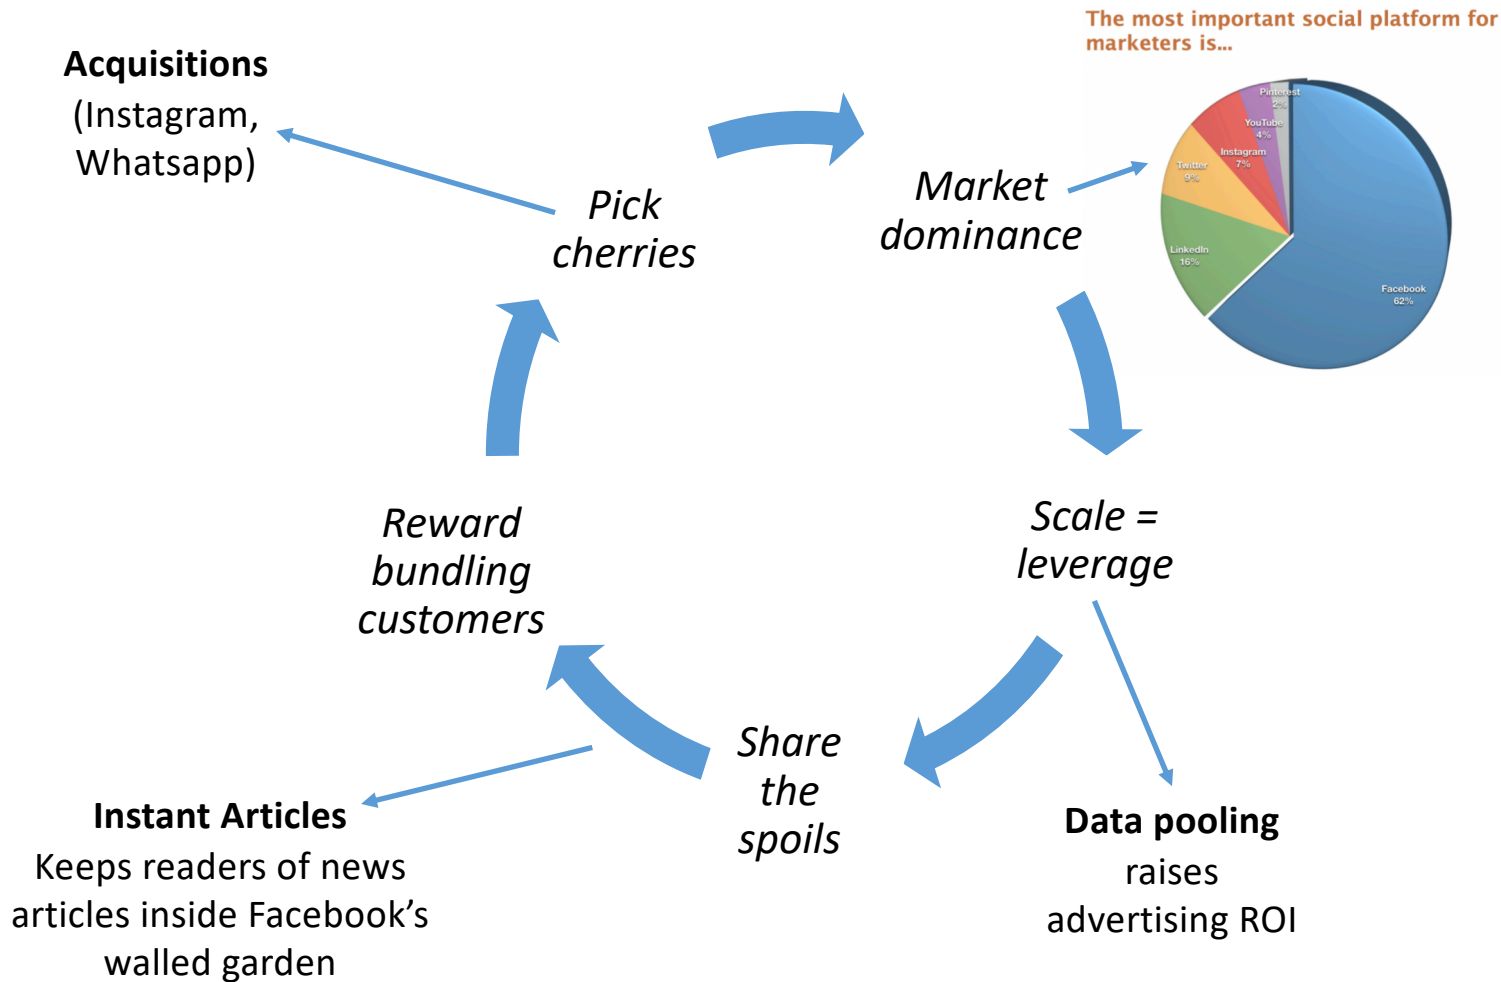 The most important social platform for
marketers is...
Acquisitions
(Instagram,
Whatsapp)
Pick
cherries
Market
dominance
Pinterest
2%
YouTube
4%
Instagram
7%
Twitter
9%
LinkedIn
16%
Facebook
62%
Reward
bundling
customers
Scale =
leverage
Share
the
spoils
Instant Articles
Keeps readers of news
articles inside Facebook’s
walled garden
Data pooling
raises
advertising ROI